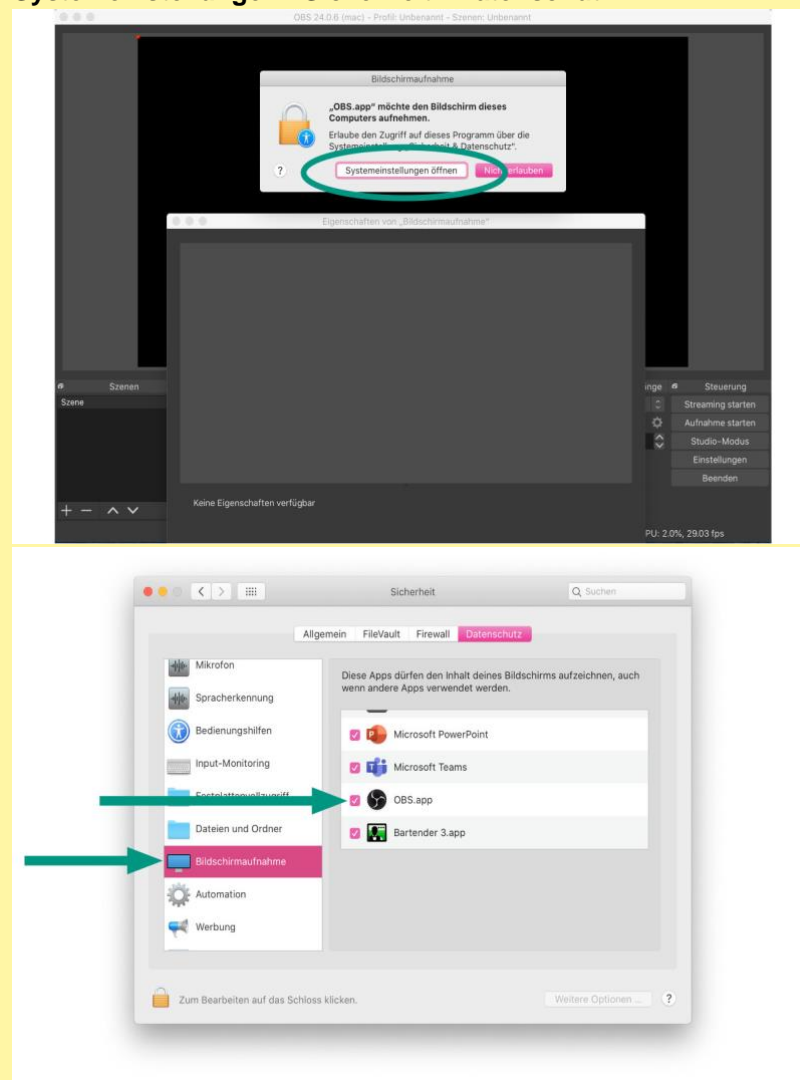 OBS 24.0.6 (mac) - Profil: Unbenannt - Szenen: Unbenannt
Bildschirmaufnahme
„OBS.app“ möchte den Bildschirm dieses
Computers aufnehmen.
Erlaube den Zugriff auf dieses Programm über die
Systemeinstellung „Sicherheit & Datenschutz“.
?
Systemeinstellungen öffnen
Nicht erlauben
Eigenschaften von „Bildschirmaufnahme“
Szenen
Szene
Keine Eigenschaften verfügbar
Steuerung
Streaming starten
Aufnahme starten
Studio-Modus
Einstellungen
Beenden
PU: 2.0%, 29.03 fps
Sicherheit
Suchen
Allgemein
FileVault
Firewall
Datenschutz
Mikrofon
Spracherkennung
Bedienungshilfen
Input-Monitoring
Festplattenvollzugriff
Dateien und Ordner
Bildschirmaufnahme
Automation
Werbung
Diese Apps dürfen den Inhalt deines Bildschirms aufzeichnen, auch
wenn andere Apps verwendet werden.
Microsoft PowerPoint
Microsoft Teams
OBS.app
Bartender 3.app
Zum Bearbeiten auf das Schloss klicken.
Weitere Optionen ...
?